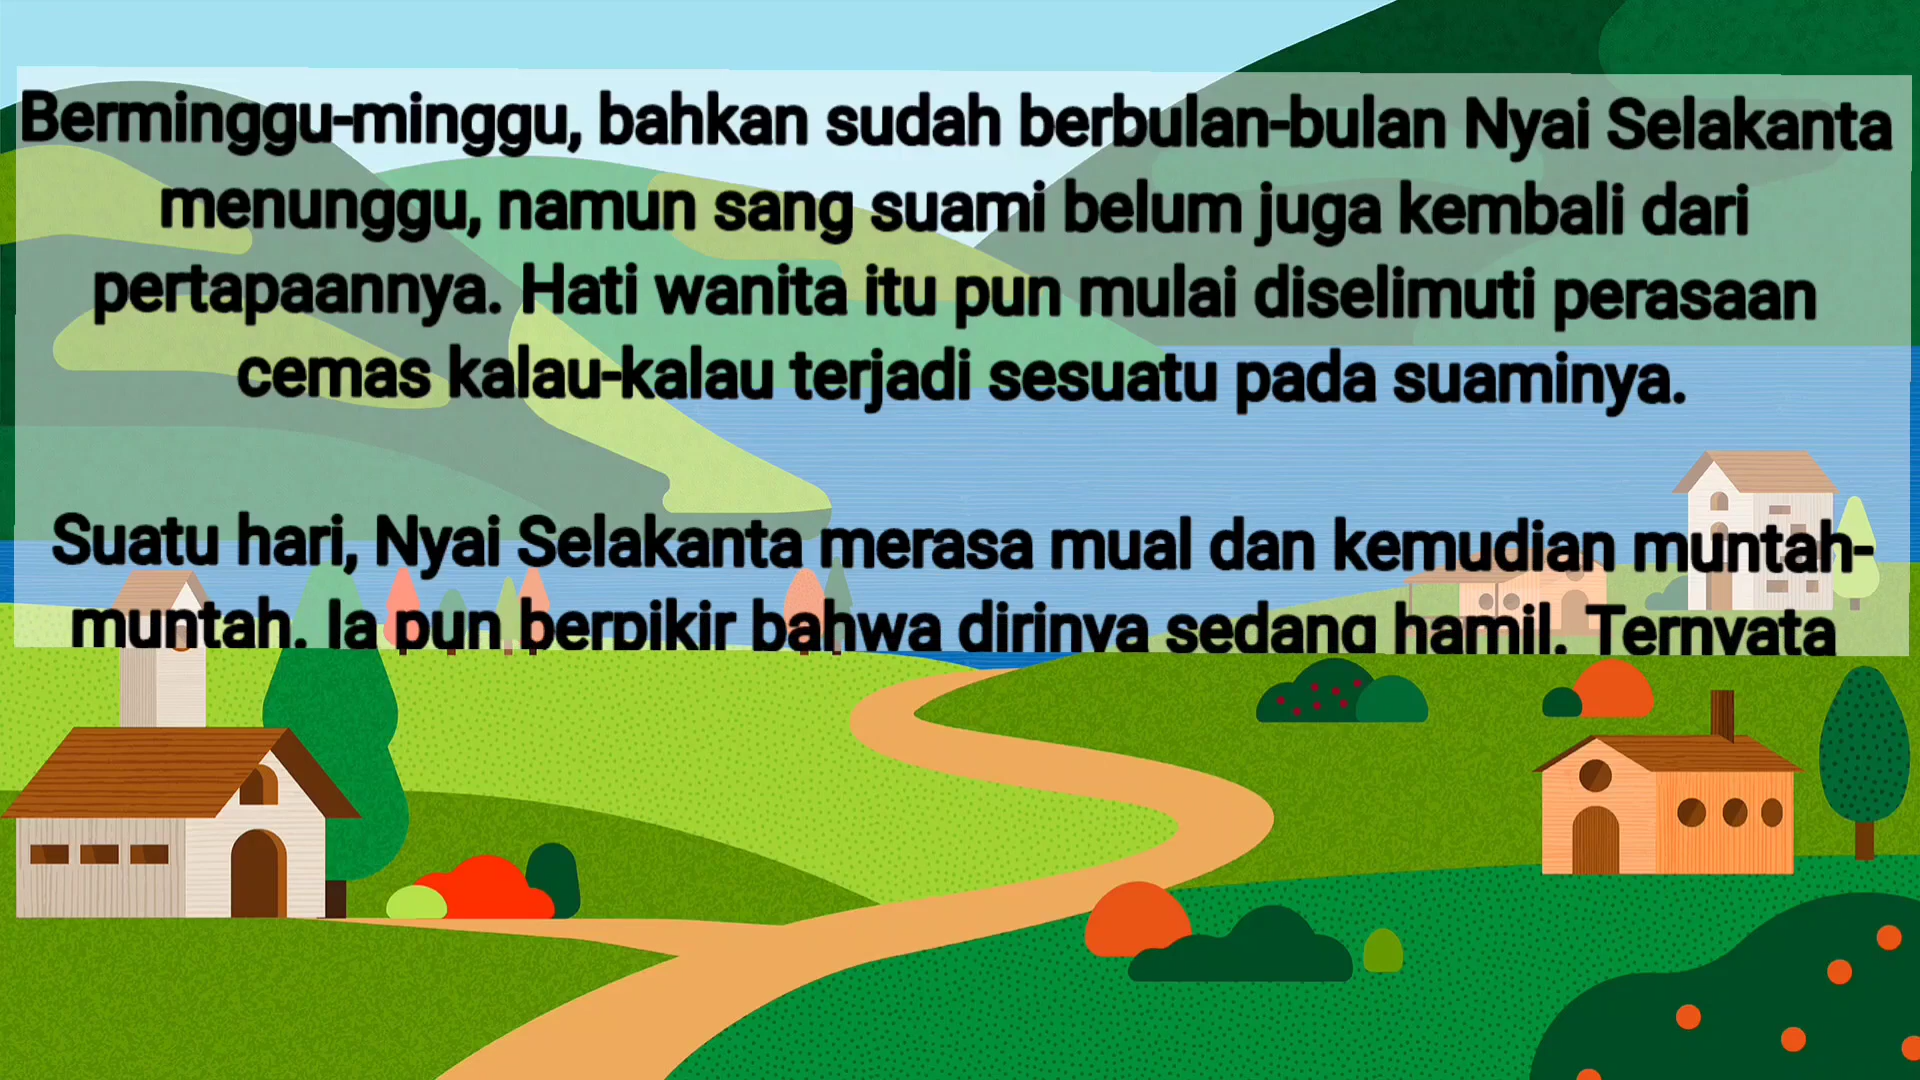 Berminggu-minggu, bahkan sudah berbulan-bulan Nyai Selakanta
menunggu, namun sang suami belum juga kembali dari
pertapaannya. Hati wanita itu pun mulai diselimuti perasaan
cemas kalau-kalau terjadi sesuatu pada suaminya.
Suatu hari, Nyai Selakanta merasa mual dan kemudian muntah-
muntah. Ia pun berpikir bahwa dirinya sedang hamil. Ternyata